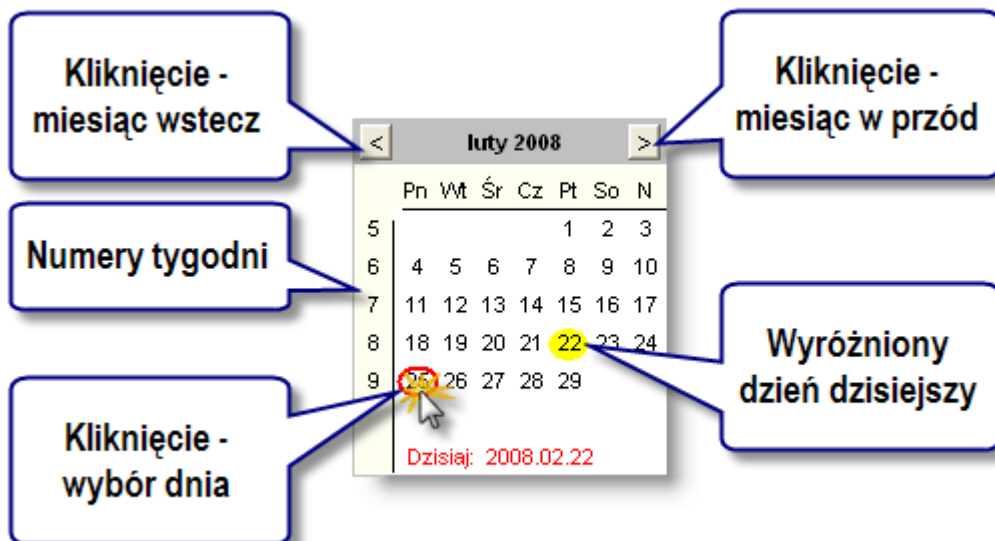 Kliknięcie -
miesiąc wstecz
Kliknięcie -
miesiąc w przód
< luty 2008 >
Pn Wt Śr Cz Pt So N
5 1 2 3
6 4 5 6 7 8 9 10
7 11 12 13 14 15 16 17
8 18 19 20 21 22 23 24
9 25 26 27 28 29
Dzisiaj: 2008.02.22
Numery tygodni
Wyróżniony
dzień dzisiejszy
Kliknięcie -
wybór dnia